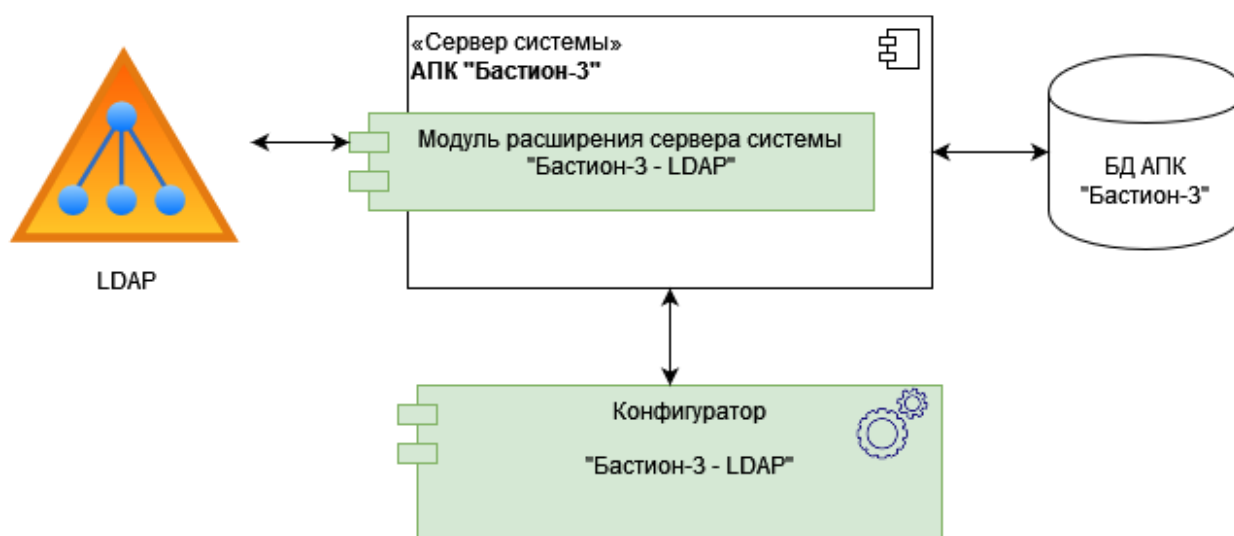 «Сервер системы»
АПК "Бастион-3"
Модуль расширения сервера системы
"Бастион-3 - LDAP"
LDAP
БД АПК
"Бастион-3"
Конфигуратор
"Бастион-3 - LDAP"